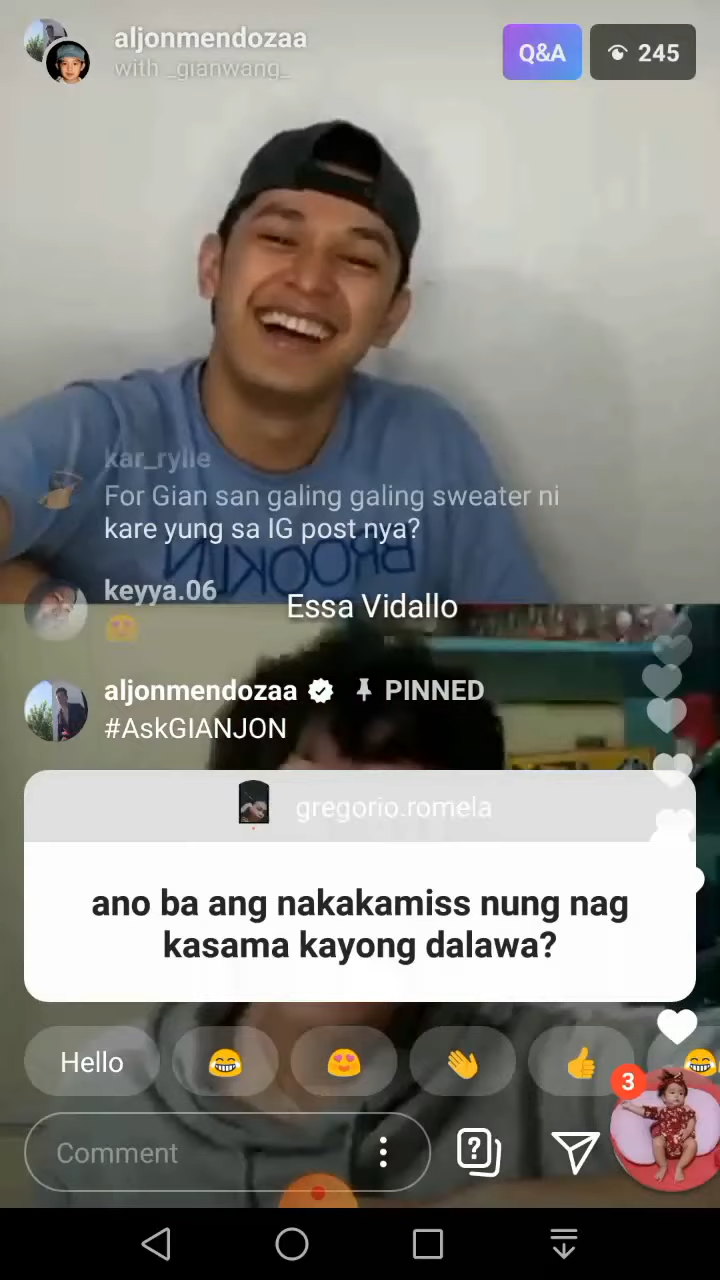 aljonmendozaa
with _gianwang_
Q&A
245
kar_rylle
For Gian san galing galing sweater ni
kare yung sa IG post nya?
BROOKLYN
keyya.06
Essa Vidallo
aljonmendozaa PINNED
#AskGIANJON
gregorio.romela
ano ba ang nakakamiss nung nag
kasama kayong dalawa?
Hello
3
Comment